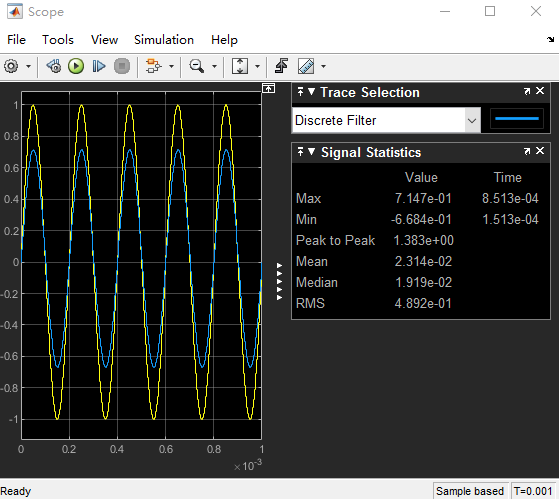 Scope
File Tools View Simulation Help
Trace Selection
Discrete Filter
Signal Statistics
Value Time
Max 7.147e-01 8.513e-04
Min -6.684e-01 1.513e-04
Peak to Peak 1.383e+00
Mean 2.314e-02
Median 1.919e-02
RMS 4.892e-01
1
0.8
0.6
0.4
0.2
0
-0.2
-0.4
-0.6
-0.8
-1
0 0.2 0.4 0.6 0.8 1
×10⁻³
Ready Sample based T=0.001